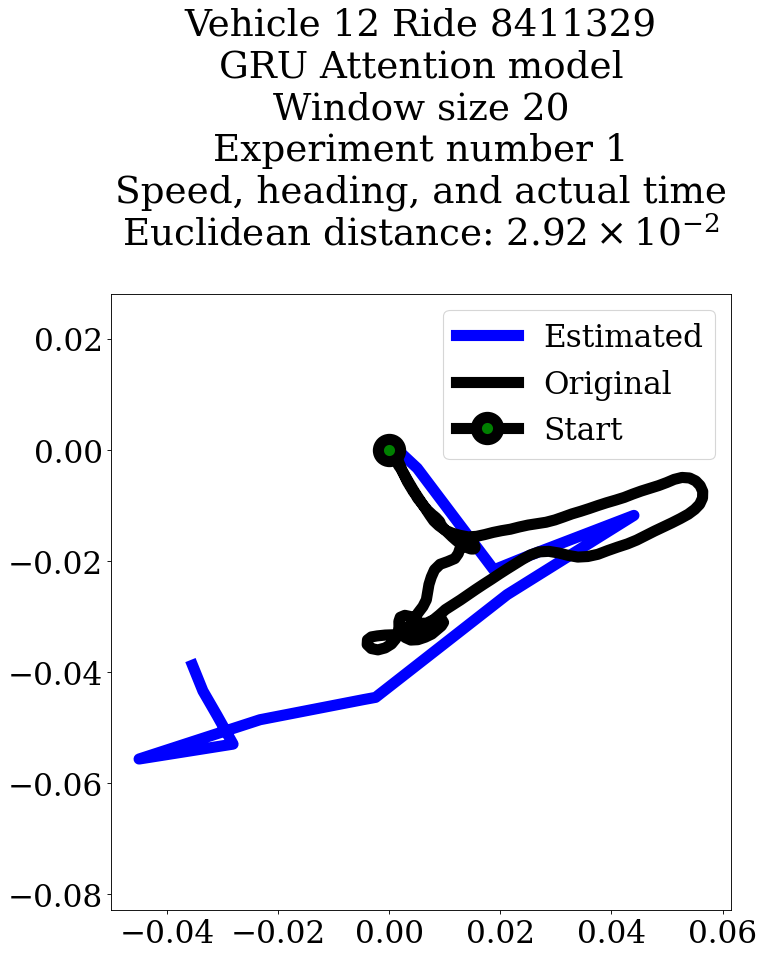 Vehicle 12 Ride 8411329
GRU Attention model
Window size 20
Experiment number 1
Speed, heading, and actual time
Euclidean distance: 2.92 × 10⁻²
Estimated
Original
Start
0.02
0.00
−0.02
−0.04
−0.06
−0.08
−0.04 −0.02 0.00 0.02 0.04 0.06